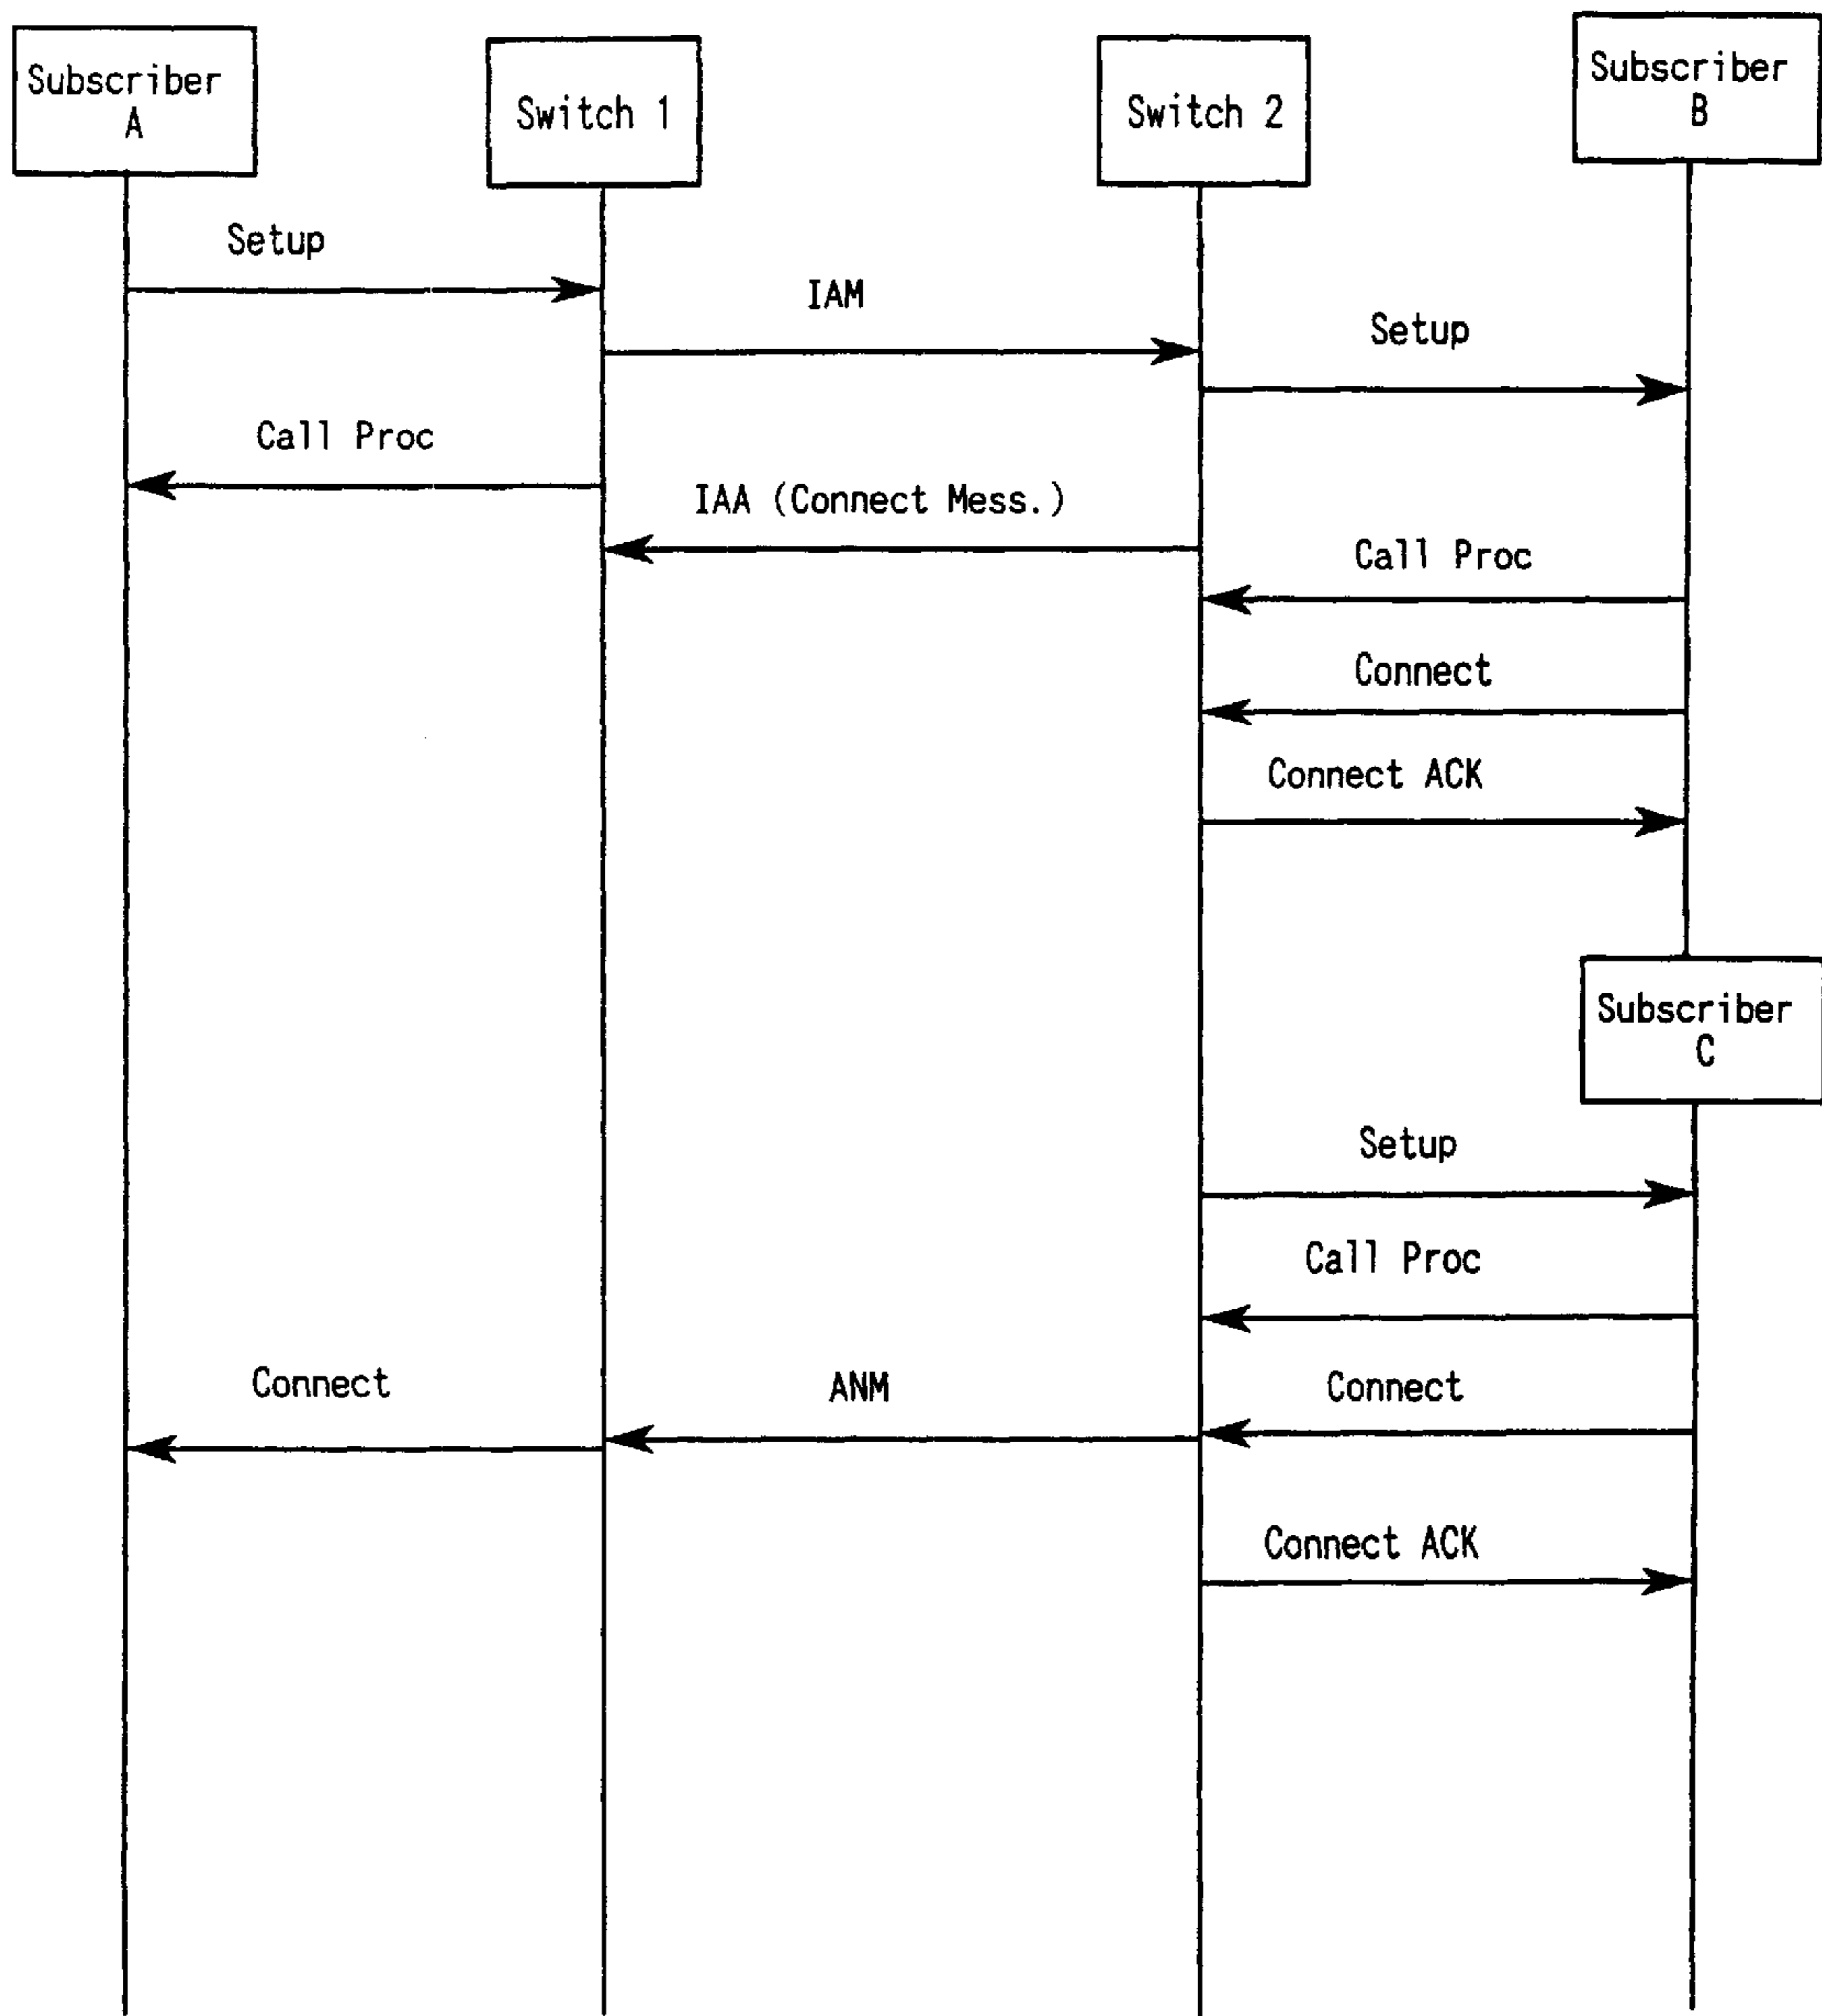 Subscriber
A
Switch 1
Switch 2
Subscriber
B
Setup
IAM
Setup
Call Proc
IAA (Connect Mess.)
Call Proc
Connect
Connect ACK
Subscriber
C
Setup
Call Proc
Connect
ANM
Connect
Connect ACK